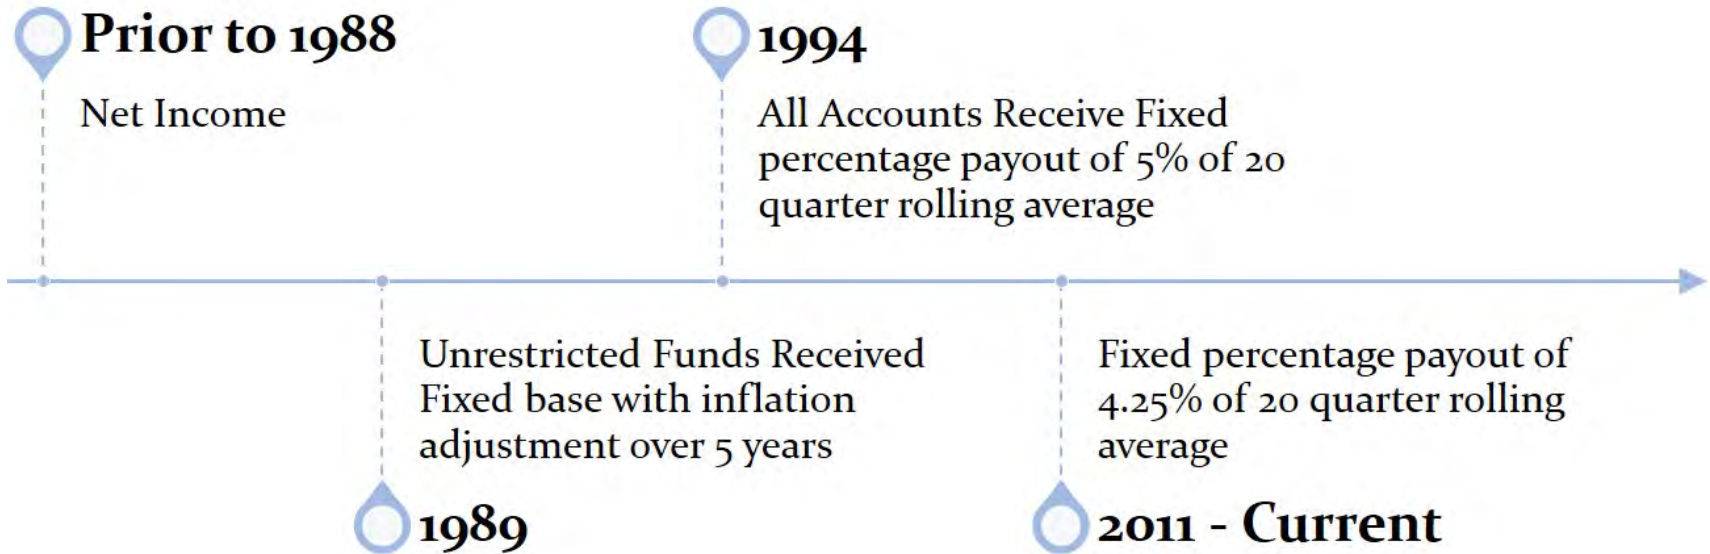 Prior to 1988
Net Income
1989
Unrestricted Funds Received
Fixed base with inflation
adjustment over 5 years
1994
All Accounts Receive Fixed
percentage payout of 5% of 20
quarter rolling average
2011 - Current
Fixed percentage payout of
4.25% of 20 quarter rolling
average